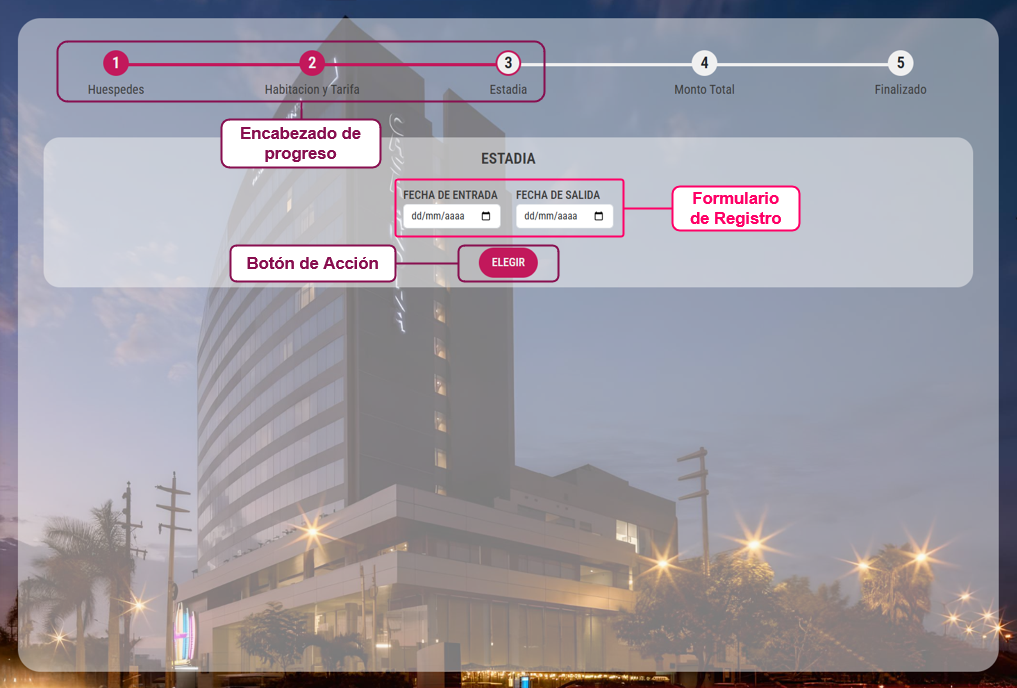 1 2 3 4 5
Huespedes Habitacion y Tarifa Estadia Monto Total Finalizado
Encabezado de
progreso
ESTADIA
FECHA DE ENTRADA FECHA DE SALIDA
dd/mm/aaaa dd/mm/aaaa
Formulario
de Registro
Botón de Acción
ELEGIR